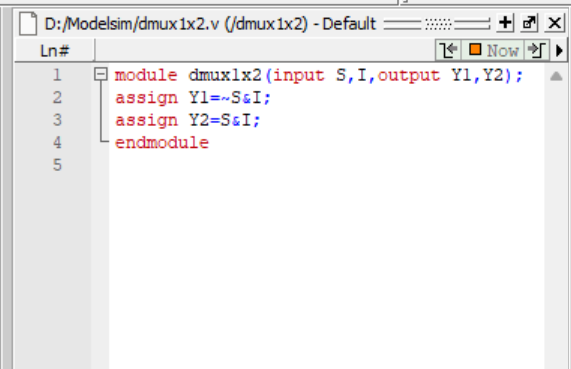 D:/Modelsim/dmux1x2.v (/dmux1x2) - Default
Ln#
Now
1 module dmux1x2(input S,I,output Y1,Y2);
2 assign Y1=~S&I;
3 assign Y2=S&I;
4 endmodule
5